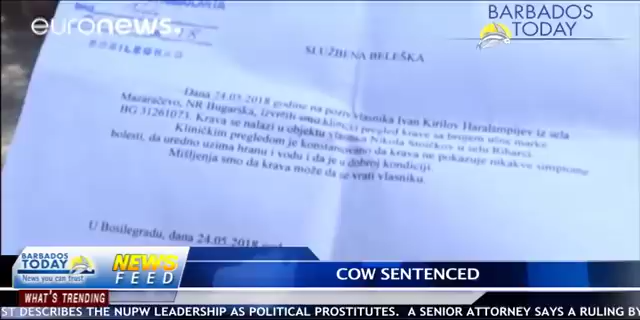 euronews.
BARBADOS
TODAY
BOSILEGRAD
SLUŽBENA BELEŠKA
Dana 24.05.2018 godine na poziv vlasnika Ivan Kirilov Haralampijev iz sela
Mazaračevo, NR Bugarska, izvršili smo klinički pregled krave sa brojem ušne marke
BG 31261073. Krava se nalazi u objektu vlasnika Nikola Stoičkov u selu Ribarci.
Kliničkim pregledom je konstatovano da krava ne pokazuje nikakve simptome
bolesti, da uredno uzima hranu i vodu i da je u dobroj kondiciji.
Mišljenja smo da krava može da se vrati vlasniku.
U Bosilegradu, dana 24.05.2018 god.
BARBADOS
TODAY
News you can trust
NEWS
FEED
COW SENTENCED
WHAT'S TRENDING
ST DESCRIBES THE NUPW LEADERSHIP AS POLITICAL PROSTITUTES. A SENIOR ATTORNEY SAYS A RULING BY